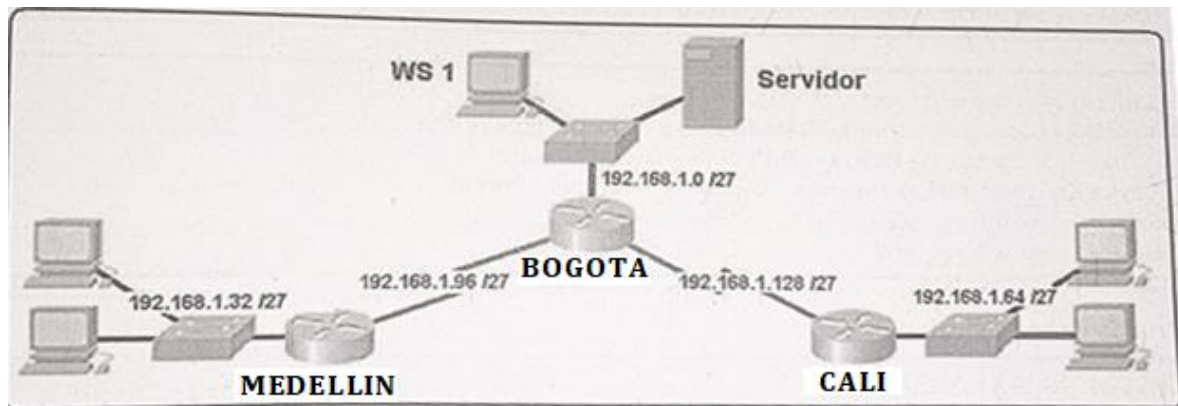 WS 1
Servidor
192.168.1.0 /27
BOGOTA
192.168.1.96 /27
192.168.1.128 /27
192.168.1.32 /27
192.168.1.64 /27
MEDELLIN
CALI